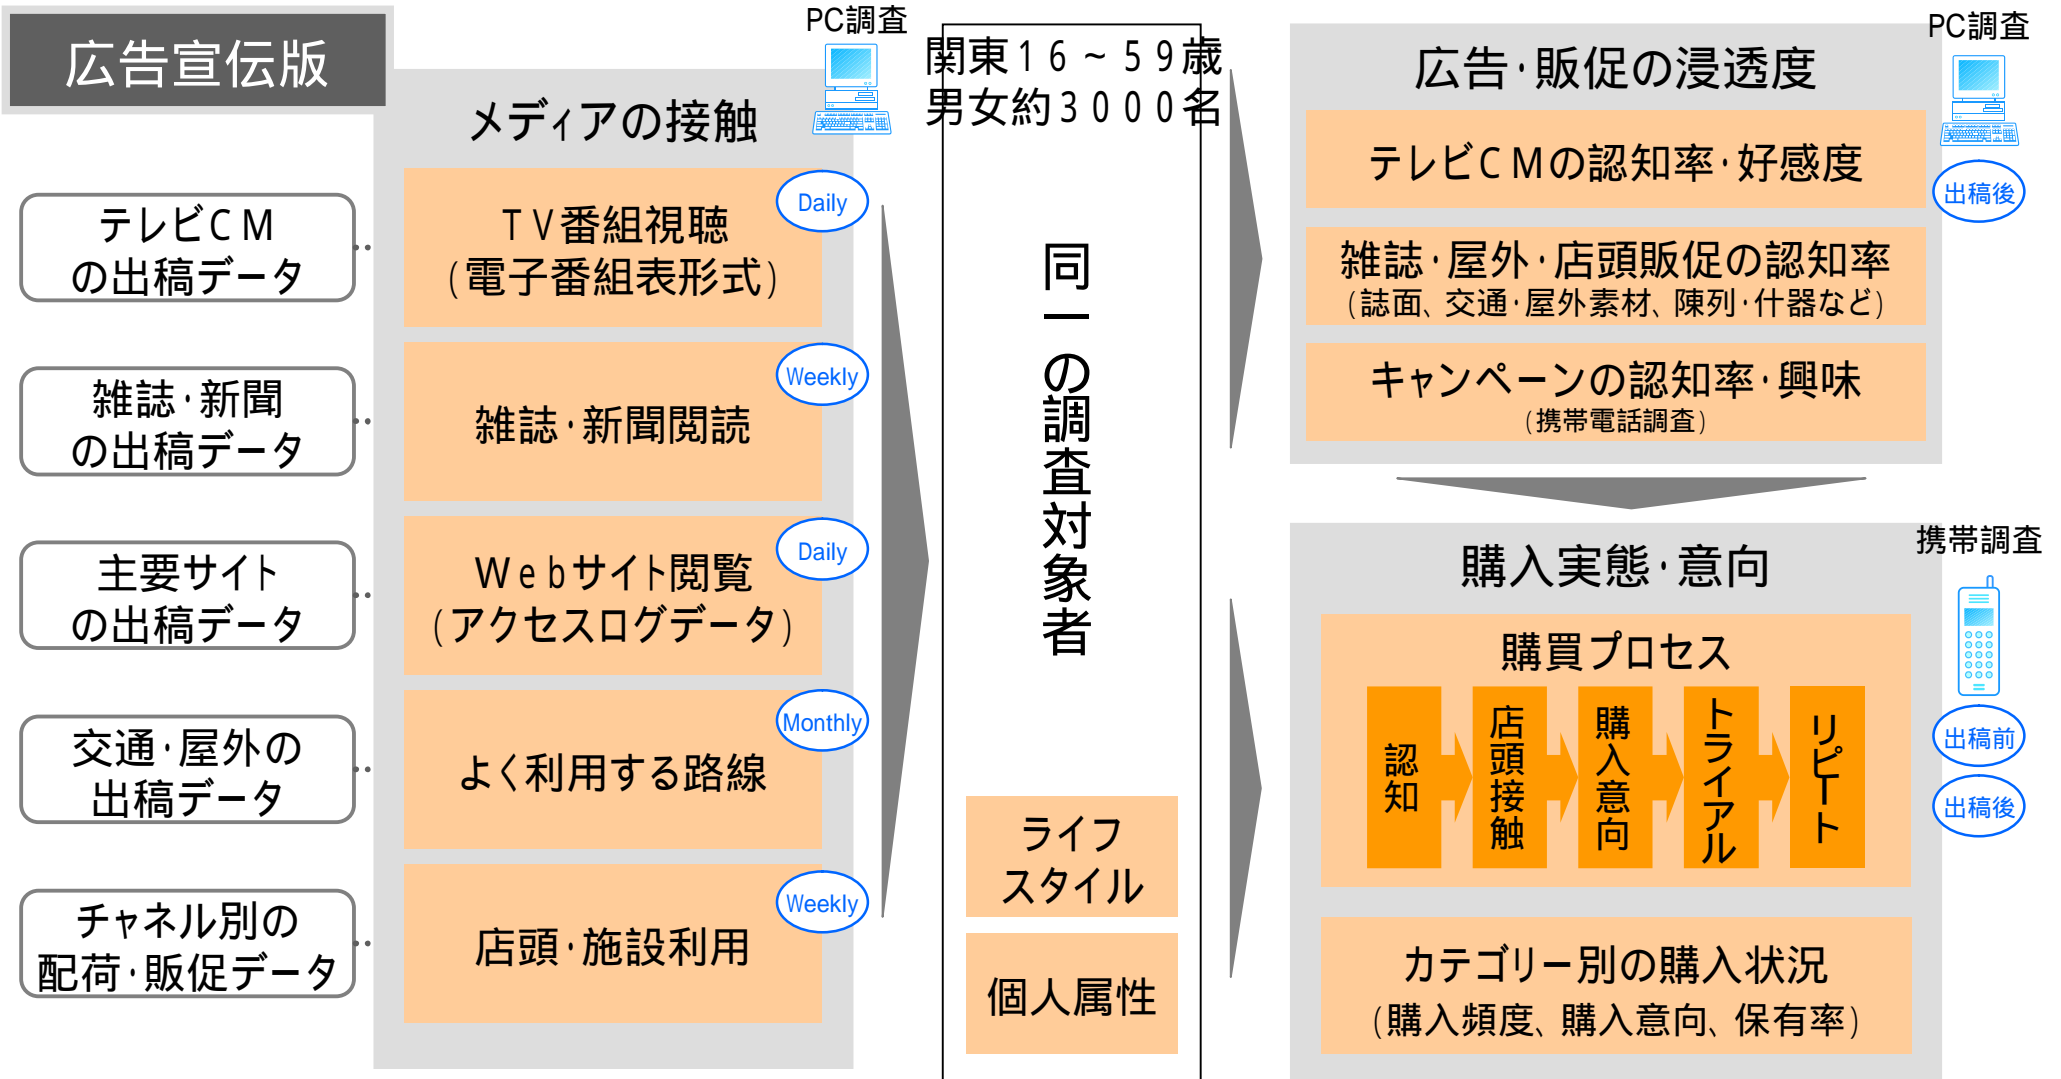 広告宣伝版
PC調査
メディアの接触
テレビCM
の出稿データ
TV番組視聴
(電子番組表形式)
Daily
雑誌・新聞
の出稿データ
雑誌・新聞閲読
Weekly
主要サイト
の出稿データ
Webサイト閲覧
(アクセスログデータ)
Daily
交通・屋外の
出稿データ
よく利用する路線
Monthly
チャネル別の
配荷・販促データ
店頭・施設利用
Weekly
関東16~59歳
男女約3000名
同一の調査対象者
ライフ
スタイル
個人属性
PC調査
出稿後
広告・販促の浸透度
テレビCMの認知率・好感度
雑誌・屋外・店頭販促の認知率
(誌面、交通・屋外素材、陳列・什器など)
キャンペーンの認知率・興味
(携帯電話調査)
携帯調査
出稿前
出稿後
購入実態・意向
購買プロセス
認知
店頭接触
購入意向
トライアル
リピート
カテゴリー別の購入状況
(購入頻度、購入意向、保有率)